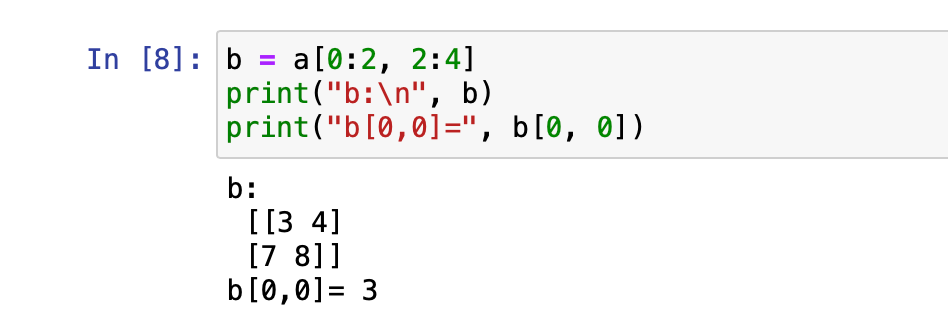 In [8]: b = a[0:2, 2:4]
print("b:\n", b)
print("b[0,0]=", b[0, 0])
b:
 [[3 4]
 [7 8]]
b[0,0]= 3